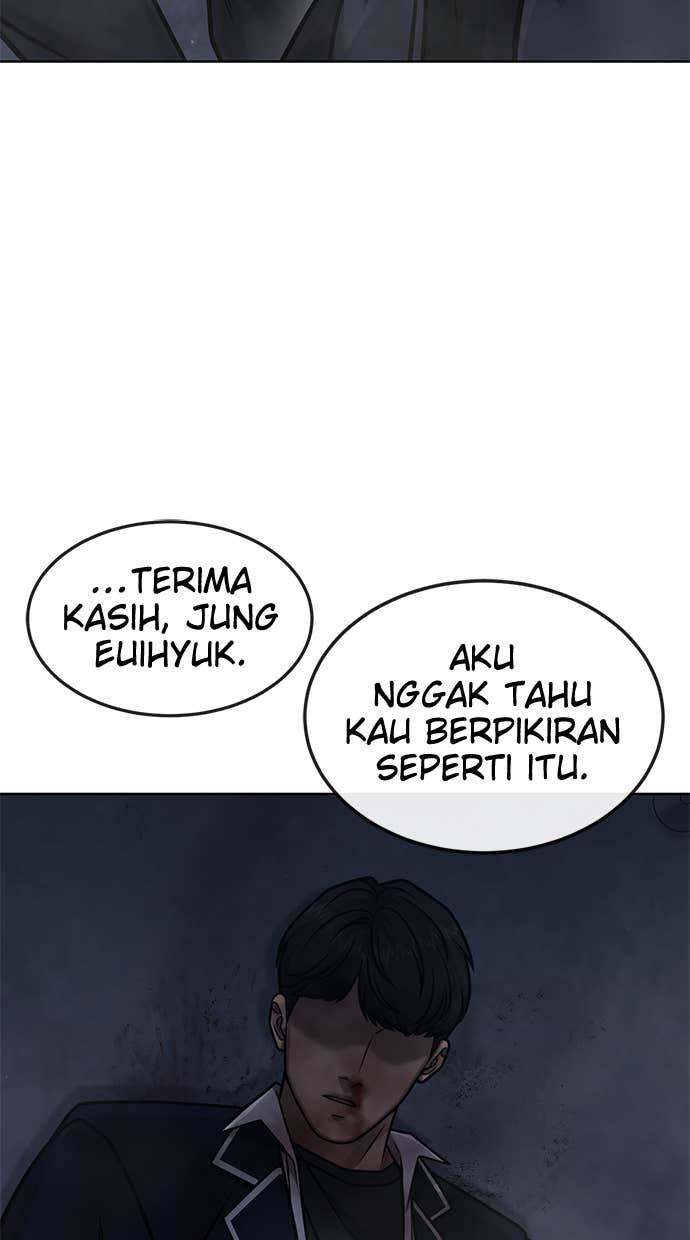 ...TERIMA
KASIH, JUNG
EUIHYUK.
AKU
NGGAK TAHU
KAU BERPIKIRAN
SEPERTI ITU.